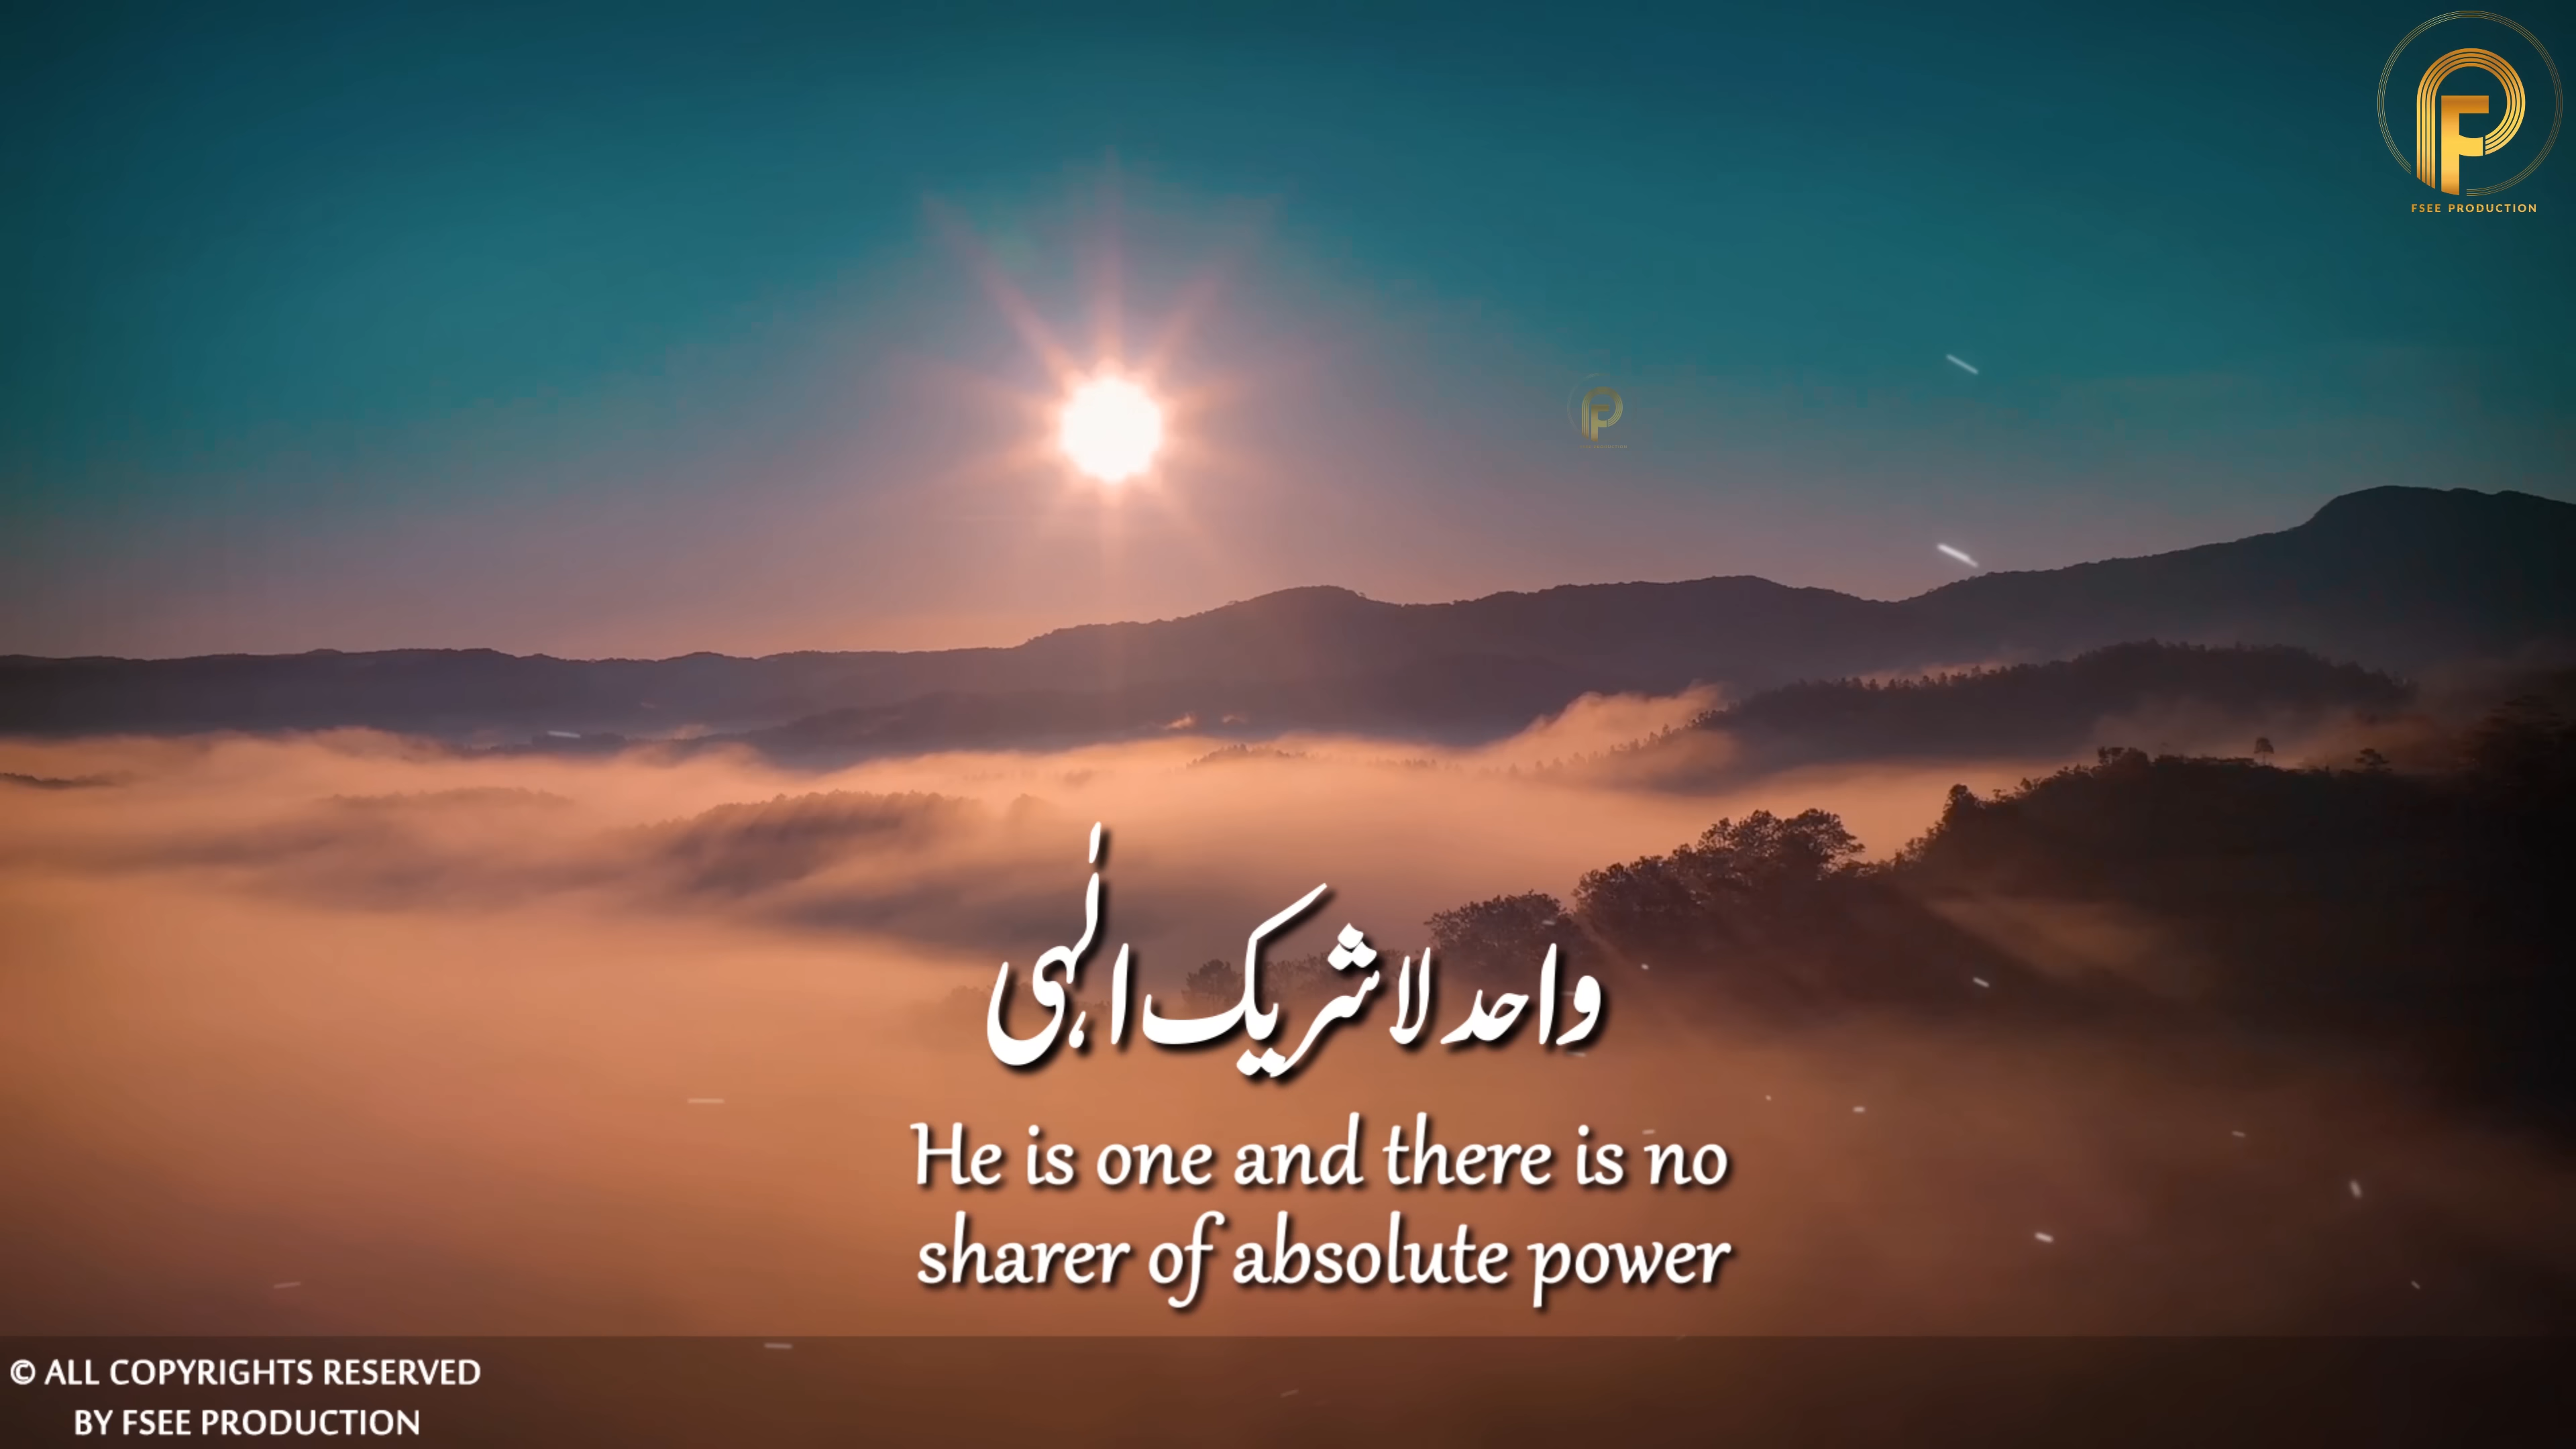 FSEE PRODUCTION
واحد لاشریک الٰہی
He is one and there is no
sharer of absolute power
© ALL COPYRIGHTS RESERVED
BY FSEE PRODUCTION